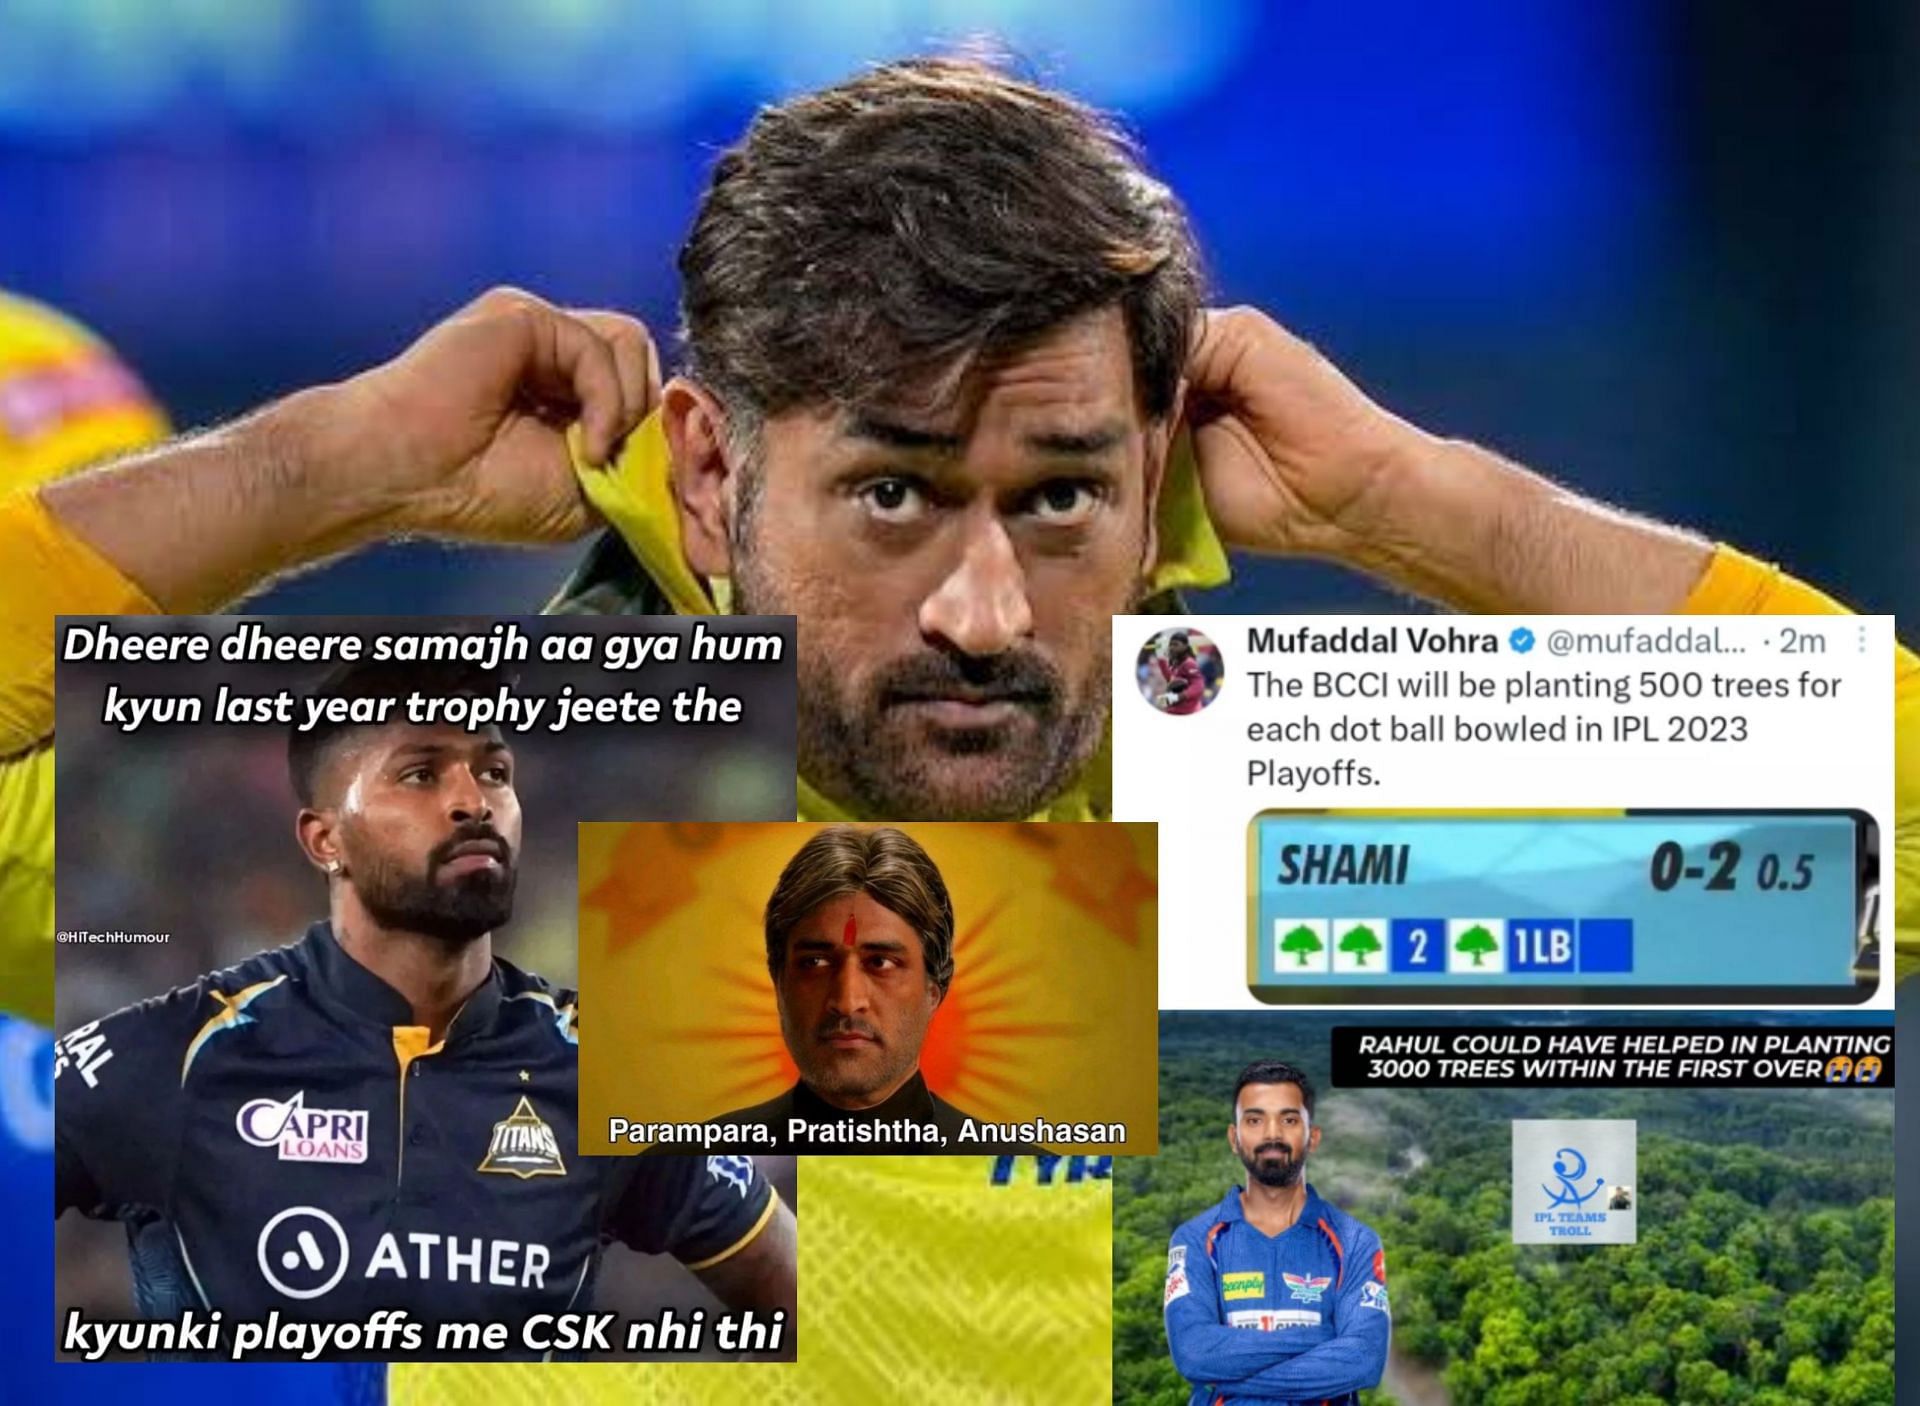 Dheere dheere samajh aa gya hum
kyun last year trophy jeete the
@HiTechHumour
CAPRI
LOANS
TITANS
ATHER
kyunki playoffs me CSK nhi thi
Parampara, Pratishtha, Anushasan
Mufaddal Vohra @mufaddal... · 2m
The BCCI will be planting 500 trees for
each dot ball bowled in IPL 2023
Playoffs.
SHAMI 0-2 0.5
2 1LB
RAHUL COULD HAVE HELPED IN PLANTING
3000 TREES WITHIN THE FIRST OVER
IPL TEAMS
TROLL